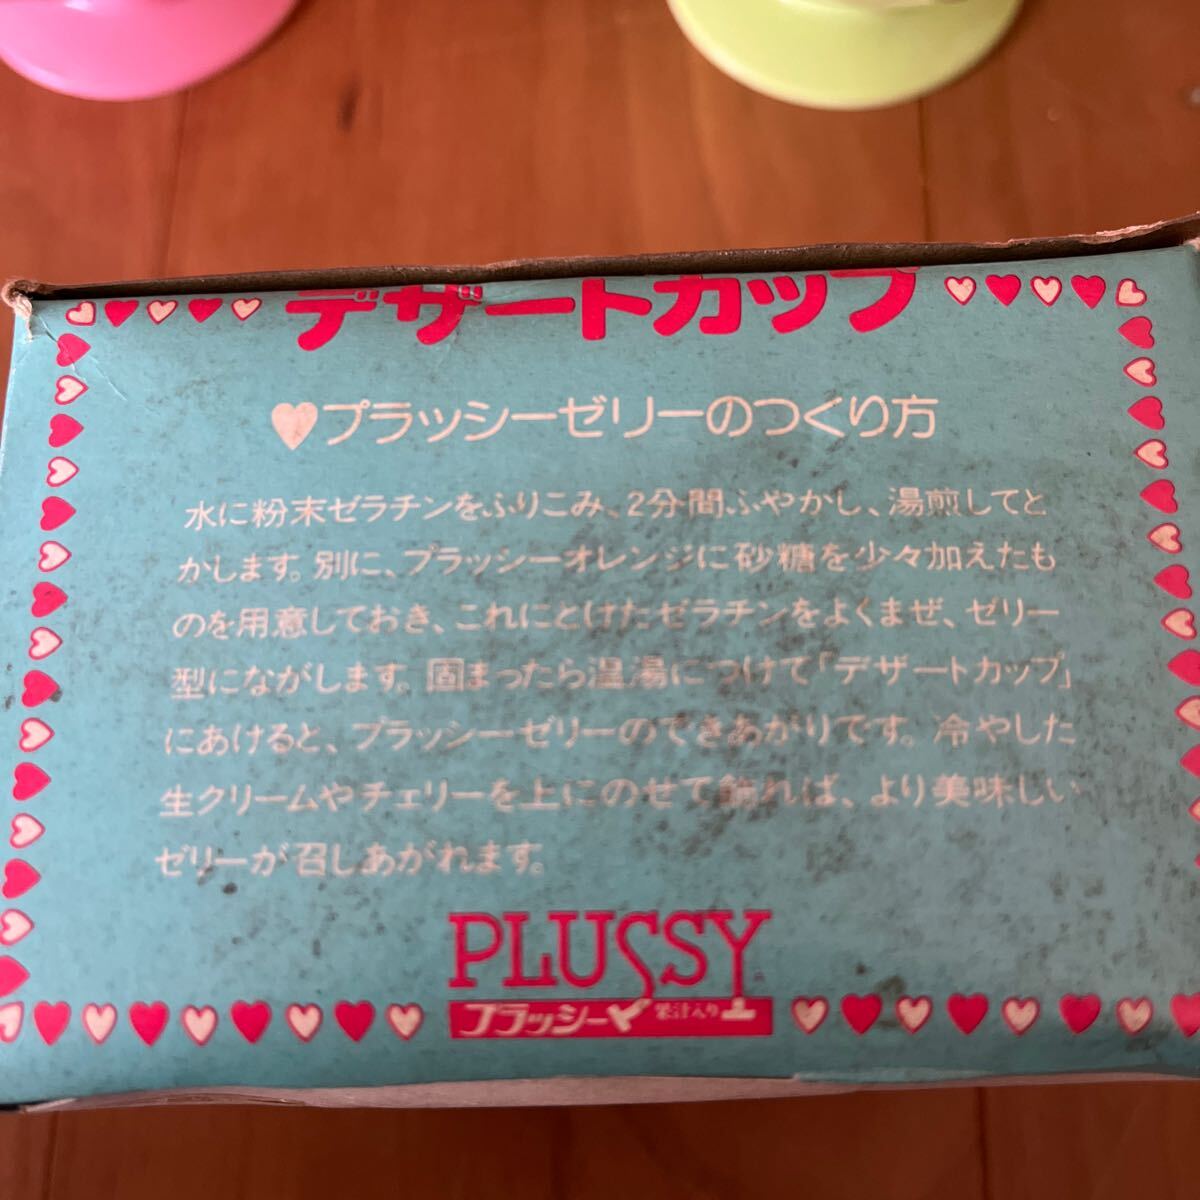 デザートカップ
♥プラッシーゼリーのつくり方
水に粉末ゼラチンをふりこみ、2分間ふやかし、湯煎してと
かします。別に、プラッシーオレンジに砂糖を少々加えたも
のを用意しておき、これにとけたゼラチンをよくまぜ、ゼリー
型にながします。固まったら温湯につけて「デザートカップ」
にあけると、プラッシーゼリーのできあがりです。冷やした
生クリームやチェリーを上にのせて飾れば、より美味しい
ゼリーが召しあがれます。
PLUSSY
プラッシー 果汁入り